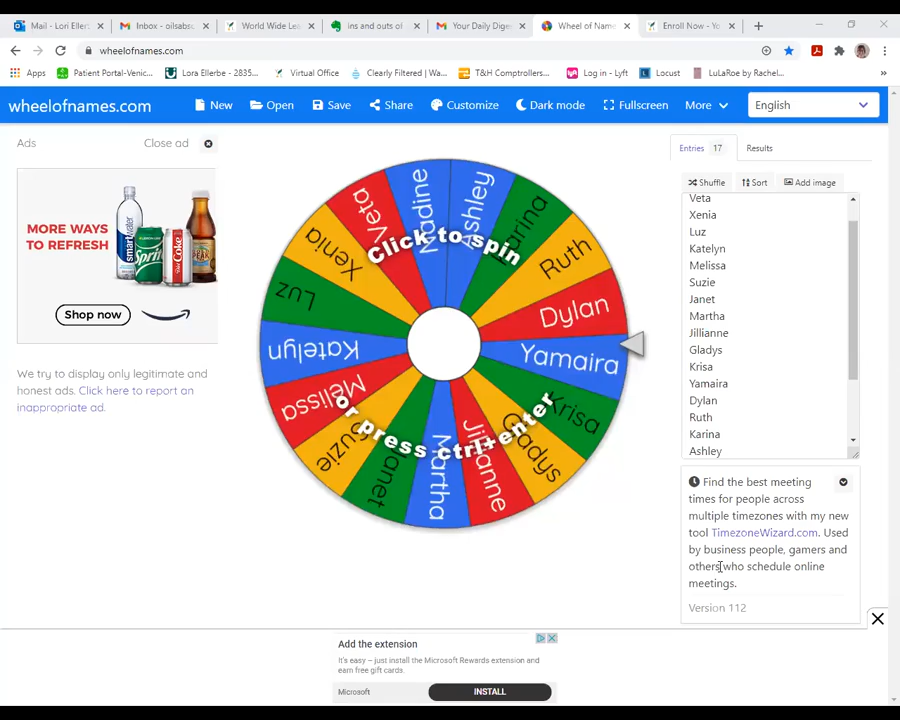 Mail - Lori Ellert
Inbox - oilsabso
World Wide Lea
ins and outs of
Your Daily Diges
Wheel of Name
Enroll Now - Yo
wheelofnames.com
Apps
Patient Portal-Venic...
Lora Ellerbe - 2835...
Virtual Office
Clearly Filtered | Wa...
T&H Comptrollers...
Log in - Lyft
Locust
LuLaRoe by Rachel...
wheelofnames.com
New
Open
Save
Share
Customize
Dark mode
Fullscreen
More
English
Ads
Close ad
MORE WAYS
TO REFRESH
smartwater
Sprite
Coke
Shop now
We try to display only legitimate and
honest ads. Click here to report an
inappropriate ad.
Click to spin
or press ctrl+enter
Nadine
Ashley
Karina
Ruth
Dylan
Yamaira
Krisa
Gladys
Jillianne
Martha
Janet
Suzie
Melissa
Katelyn
Luz
Xenia
Veta
Entries 17
Results
Shuffle
Sort
Add image
Veta
Xenia
Luz
Katelyn
Melissa
Suzie
Janet
Martha
Jillianne
Gladys
Krisa
Yamaira
Dylan
Ruth
Karina
Ashley
Find the best meeting
times for people across
multiple timezones with my new
tool TimezoneWizard.com. Used
by business people, gamers and
others who schedule online
meetings.
Version 112
Add the extension
It's easy – just install the Microsoft Rewards extension and
earn free gift cards.
Microsoft
INSTALL